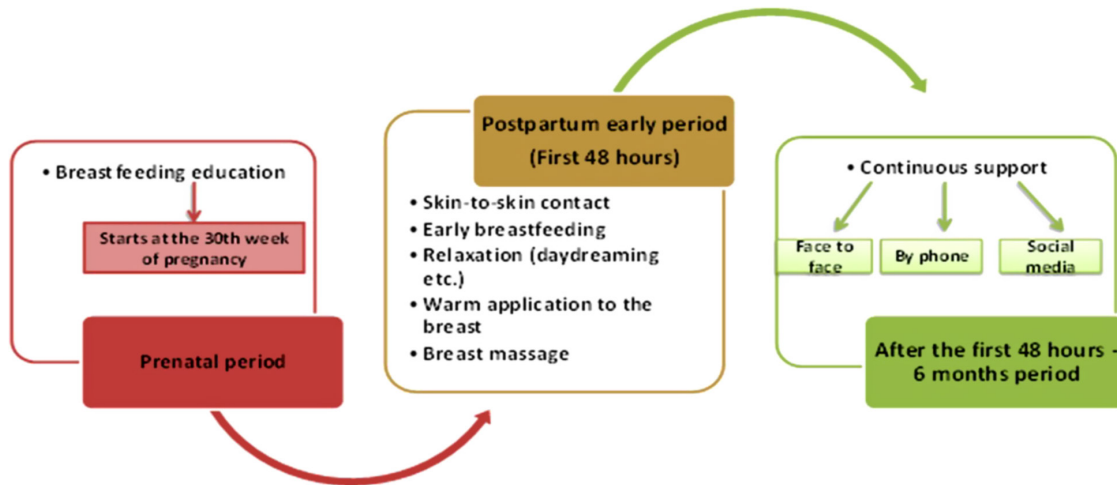 • Breastfeeding education
Starts at the 30th week
of pregnancy
Prenatal period
Postpartum early period
(First 48 hours)
• Skin-to-skin contact
• Early breastfeeding
• Relaxation (daydreaming
etc.)
• Warm application to the
breast
• Breast massage
• Continuous support
Face to
face
By phone
Social
media
After the first 48 hours -
6 months period